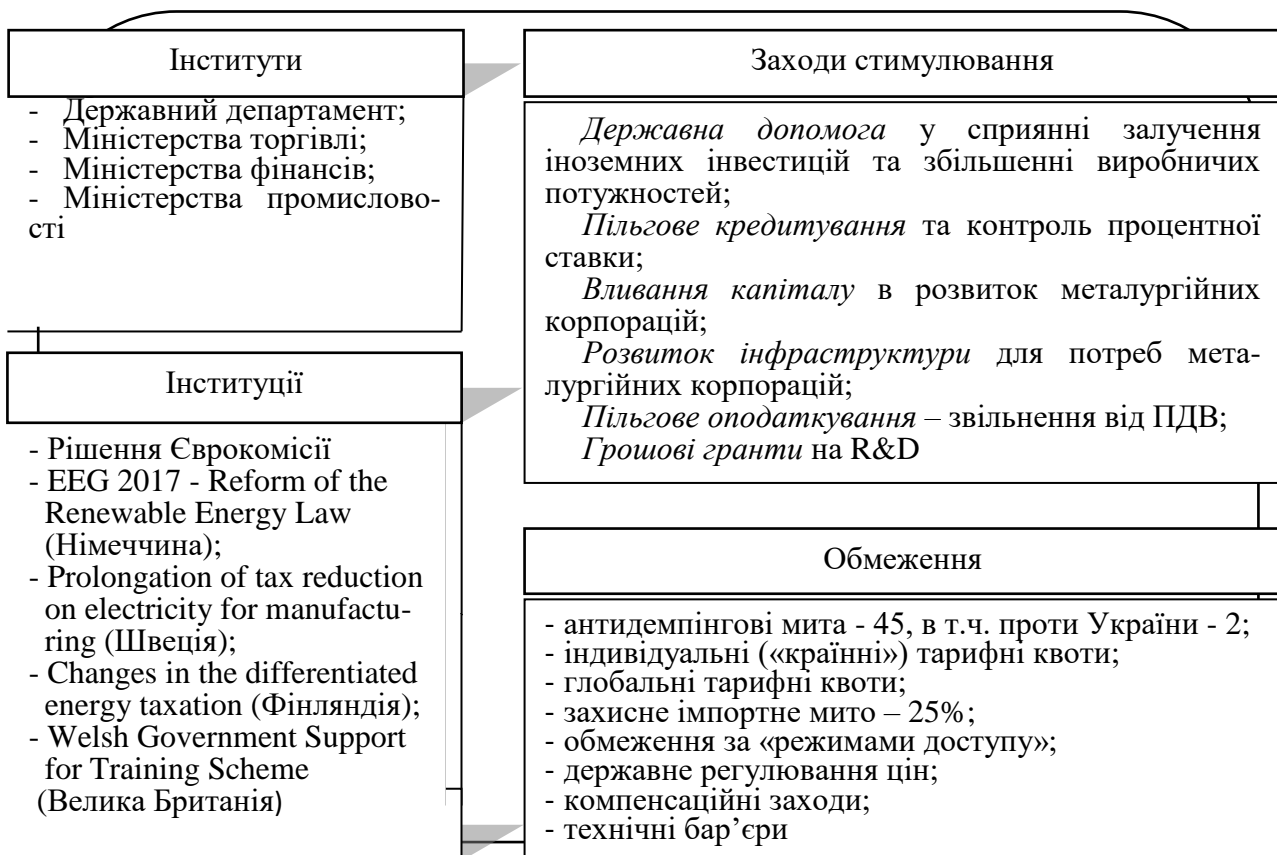 Інститути
- Державний департамент;
- Міністерства торгівлі;
- Міністерства фінансів;
- Міністерства промислово-
сті
Інституції
- Рішення Єврокомісії
- EEG 2017 - Reform of the
Renewable Energy Law
(Німеччина);
- Prolongation of tax reduction
on electricity for manufactu-
ring (Швеція);
- Changes in the differentiated
energy taxation (Фінляндія);
- Welsh Government Support
for Training Scheme
(Велика Британія)
Заходи стимулювання
Державна допомога у сприянні залучення
іноземних інвестицій та збільшенні виробничих
потужностей;
Пільгове кредитування та контроль процентної
ставки;
Вливання капіталу в розвиток металургійних
корпорацій;
Розвиток інфраструктури для потреб мета-
лургійних корпорацій;
Пільгове оподаткування – звільнення від ПДВ;
Грошові гранти на R&D
Обмеження
- антидемпінгові мита - 45, в т.ч. проти України - 2;
- індивідуальні («країнні») тарифні квоти;
- глобальні тарифні квоти;
- захисне імпортне мито – 25%;
- обмеження за «режимами доступу»;
- державне регулювання цін;
- компенсаційні заходи;
- технічні бар’єри